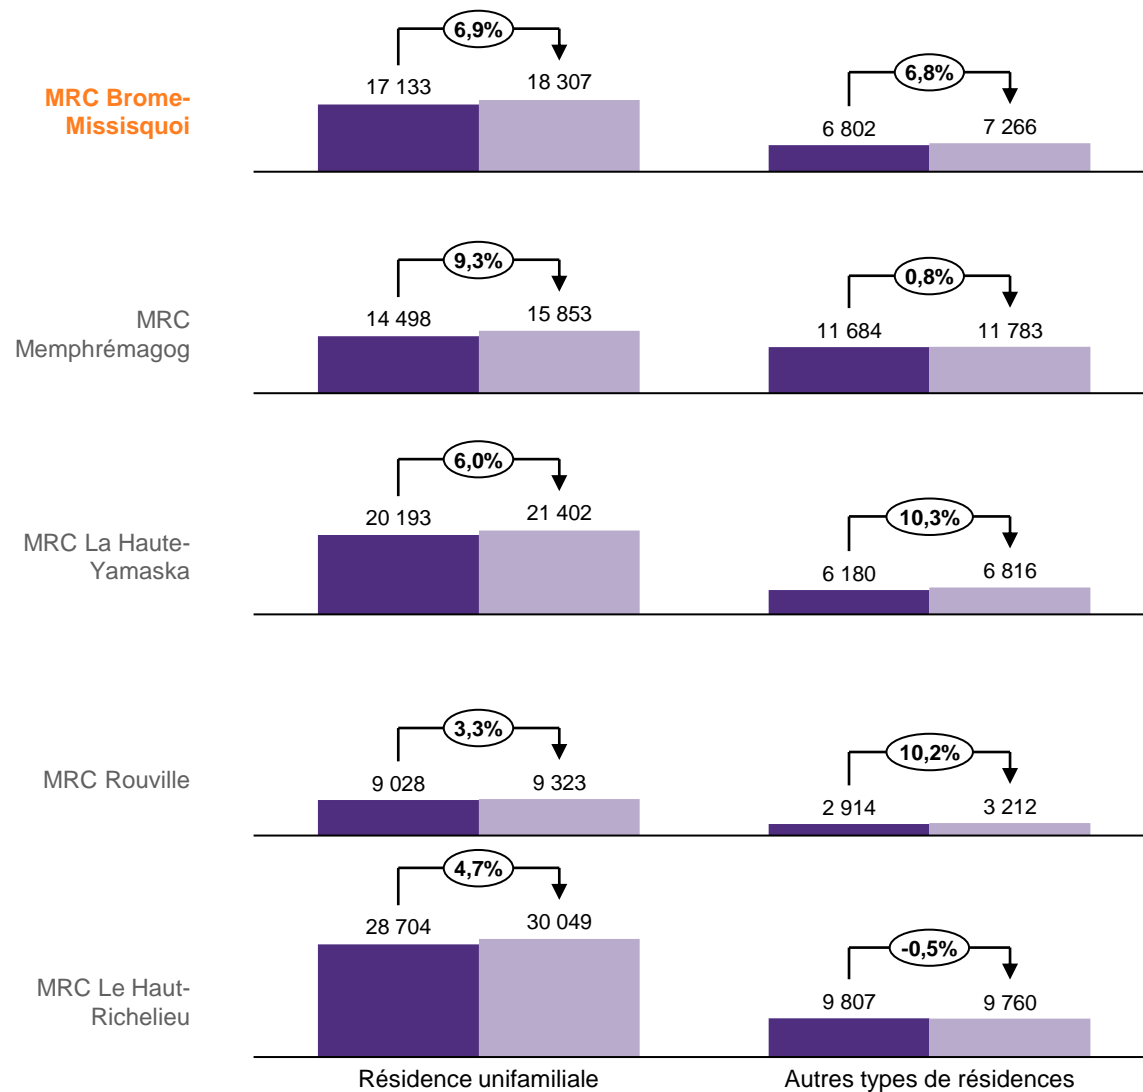 6,9%
17 133
18 307
6,8%
6 802
7 266
MRC Brome-
Missisquoi
9,3%
14 498
15 853
0,8%
11 684
11 783
MRC
Memphrémagog
6,0%
20 193
21 402
10,3%
6 180
6 816
MRC La Haute-
Yamaska
3,3%
9 028
9 323
10,2%
2 914
3 212
MRC Rouville
4,7%
28 704
30 049
-0,5%
9 807
9 760
MRC Le Haut-
Richelieu
Résidence unifamiliale
Autres types de résidences